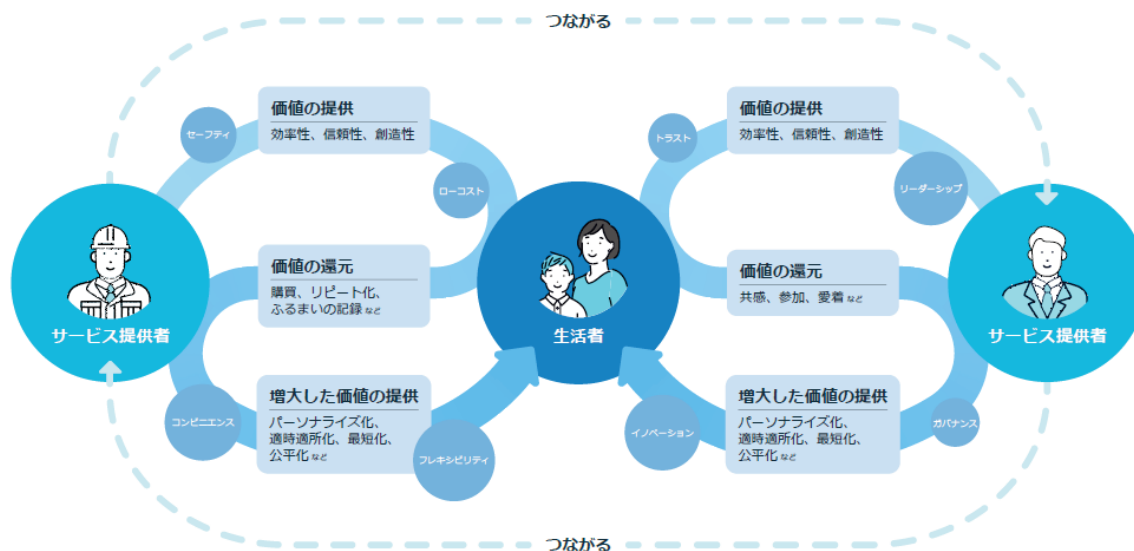 つながる
セーフティ
価値の提供
効率性、信頼性、創造性
ローコスト
サービス提供者
価値の還元
購買、リピート化、
ふるまいの記録 など
コンビニエンス
増大した価値の提供
パーソナライズ化、
適時適所化、最短化、
公平化 など
フレキシビリティ
生活者
トラスト
価値の提供
効率性、信頼性、創造性
リーダーシップ
価値の還元
共感、参加、愛着 など
サービス提供者
イノベーション
増大した価値の提供
パーソナライズ化、
適時適所化、最短化、
公平化 など
ガバナンス
つながる